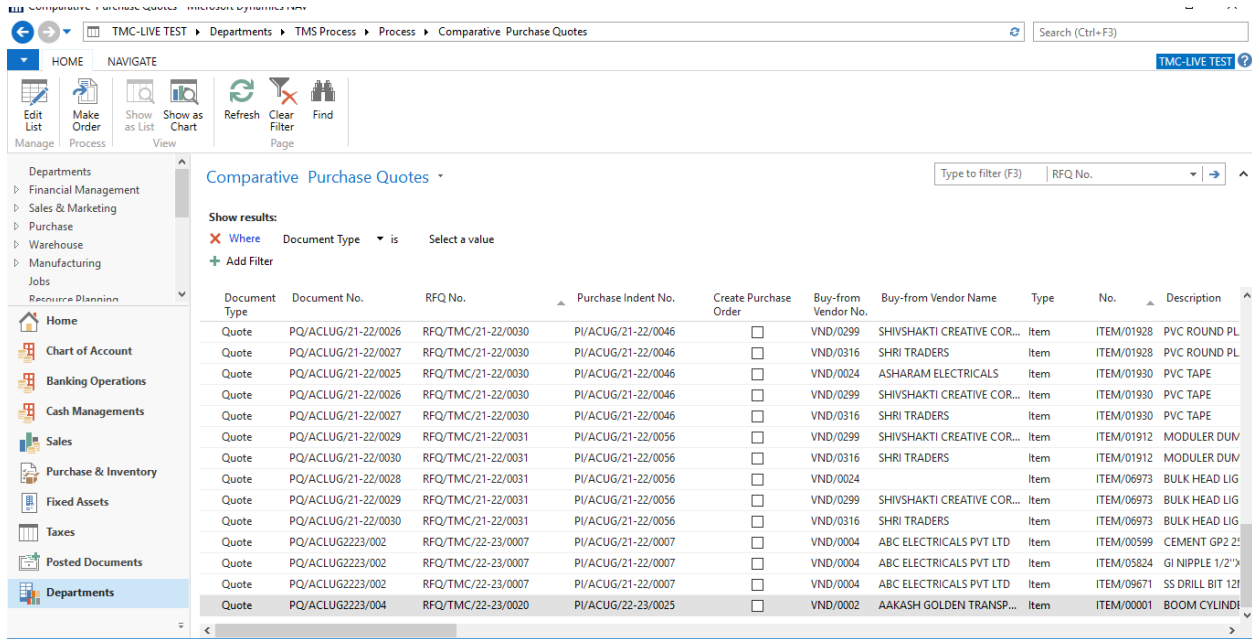 Comparative Purchase Quotes - Microsoft Dynamics NAV
TMC-LIVE TEST Departments TMS Process Process Comparative Purchase Quotes Search (Ctrl+F3)
HOME NAVIGATE TMC-LIVE TEST
Edit List Make Order Show as List Show as Chart Refresh Clear Filter Find
Manage Process View Page
Departments
Financial Management
Sales & Marketing
Purchase
Warehouse
Manufacturing
Jobs
Resource Planning
Home
Chart of Account
Banking Operations
Cash Managements
Sales
Purchase & Inventory
Fixed Assets
Taxes
Posted Documents
Departments
Comparative Purchase Quotes Type to filter (F3) RFQ No.
Show results:
Where Document Type is Select a value
Add Filter
Document Type Document No. RFQ No. Purchase Indent No. Create Purchase Order Buy-from Vendor No. Buy-from Vendor Name Type No. Description
Quote PQ/ACLUG/21-22/0026 RFQ/TMC/21-22/0030 PI/ACUG/21-22/0046 VND/0299 SHIVSHAKTI CREATIVE COR... Item ITEM/01928 PVC ROUND PL
Quote PQ/ACLUG/21-22/0027 RFQ/TMC/21-22/0030 PI/ACUG/21-22/0046 VND/0316 SHRI TRADERS Item ITEM/01928 PVC ROUND PL
Quote PQ/ACLUG/21-22/0025 RFQ/TMC/21-22/0030 PI/ACUG/21-22/0046 VND/0024 ASHARAM ELECTRICALS Item ITEM/01930 PVC TAPE
Quote PQ/ACLUG/21-22/0026 RFQ/TMC/21-22/0030 PI/ACUG/21-22/0046 VND/0299 SHIVSHAKTI CREATIVE COR... Item ITEM/01930 PVC TAPE
Quote PQ/ACLUG/21-22/0027 RFQ/TMC/21-22/0030 PI/ACUG/21-22/0046 VND/0316 SHRI TRADERS Item ITEM/01930 PVC TAPE
Quote PQ/ACLUG/21-22/0029 RFQ/TMC/21-22/0031 PI/ACUG/21-22/0056 VND/0299 SHIVSHAKTI CREATIVE COR... Item ITEM/01912 MODULER DUM
Quote PQ/ACLUG/21-22/0030 RFQ/TMC/21-22/0031 PI/ACUG/21-22/0056 VND/0316 SHRI TRADERS Item ITEM/01912 MODULER DUM
Quote PQ/ACLUG/21-22/0028 RFQ/TMC/21-22/0031 PI/ACUG/21-22/0056 VND/0024 Item ITEM/06973 BULK HEAD LIG
Quote PQ/ACLUG/21-22/0029 RFQ/TMC/21-22/0031 PI/ACUG/21-22/0056 VND/0299 SHIVSHAKTI CREATIVE COR... Item ITEM/06973 BULK HEAD LIG
Quote PQ/ACLUG/21-22/0030 RFQ/TMC/21-22/0031 PI/ACUG/21-22/0056 VND/0316 SHRI TRADERS Item ITEM/06973 BULK HEAD LIG
Quote PQ/ACLUG2223/002 RFQ/TMC/22-23/0007 PI/ACUG/22-23/0007 VND/0004 ABC ELECTRICALS PVT LTD Item ITEM/00599 CEMENT GP2 25
Quote PQ/ACLUG2223/002 RFQ/TMC/22-23/0007 PI/ACUG/22-23/0007 VND/0004 ABC ELECTRICALS PVT LTD Item ITEM/05824 GI NIPPLE 1/2"X
Quote PQ/ACLUG2223/002 RFQ/TMC/22-23/0007 PI/ACUG/22-23/0007 VND/0004 ABC ELECTRICALS PVT LTD Item ITEM/09671 SS DRILL BIT 12
Quote PQ/ACLUG2223/004 RFQ/TMC/22-23/0020 PI/ACUG/22-23/0025 VND/0002 AAKASH GOLDEN TRANSP... Item ITEM/00001 BOOM CYLINDE